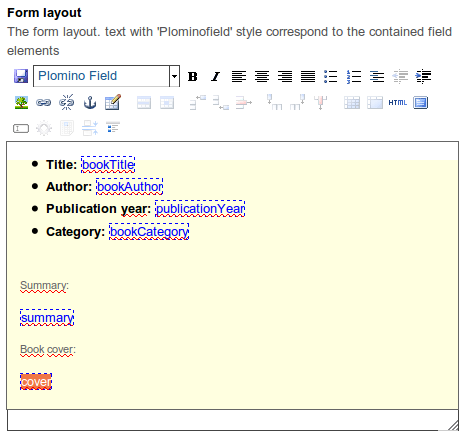 Form layout
The form layout. text with 'Plominofield' style correspond to the contained field
elements
Plomino Field B I
HTML
Title: bookTitle
Author: bookAuthor
Publication year: publicationYear
Category: bookCategory
Summary:
summary
Book cover:
cover